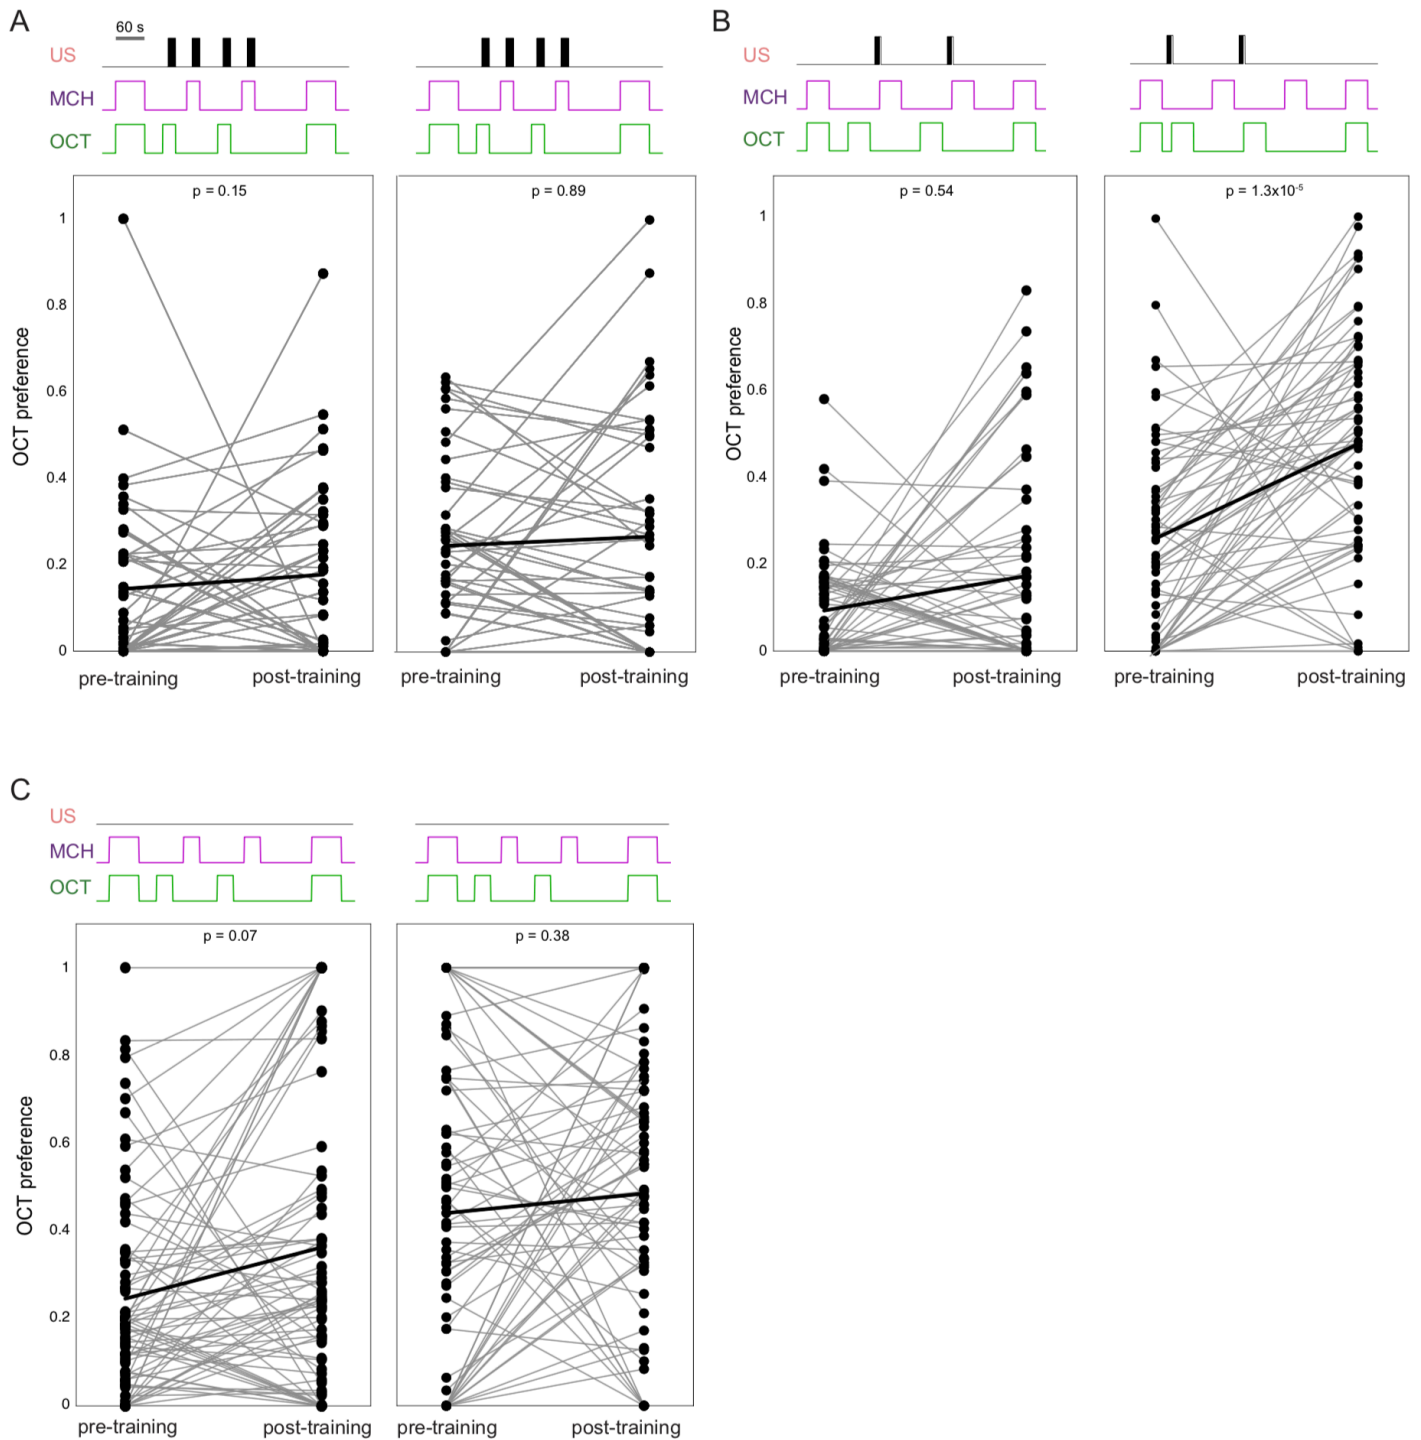 A
60 s
US
MCH
OCT
p = 0.15
p = 0.89
OCT preference
1
0.8
0.6
0.4
0.2
0
pre-training
post-training
pre-training
post-training
B
US
MCH
OCT
p = 0.54
p = 1.3x10-5
OCT preference
1
0.8
0.6
0.4
0.2
0
pre-training
post-training
pre-training
post-training
C
US
MCH
OCT
p = 0.07
p = 0.38
OCT preference
1
0.8
0.6
0.4
0.2
0
pre-training
post-training
pre-training
post-training